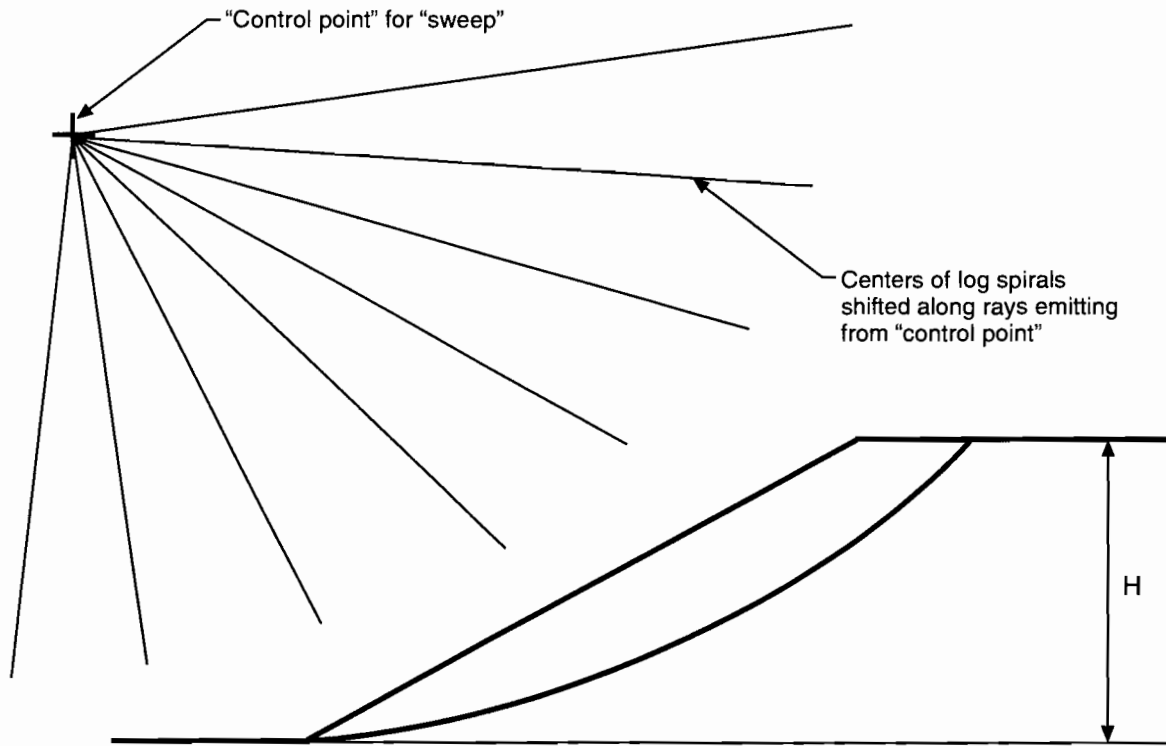 “Control point” for “sweep”
Centers of log spirals
shifted along rays emitting
from “control point”
H